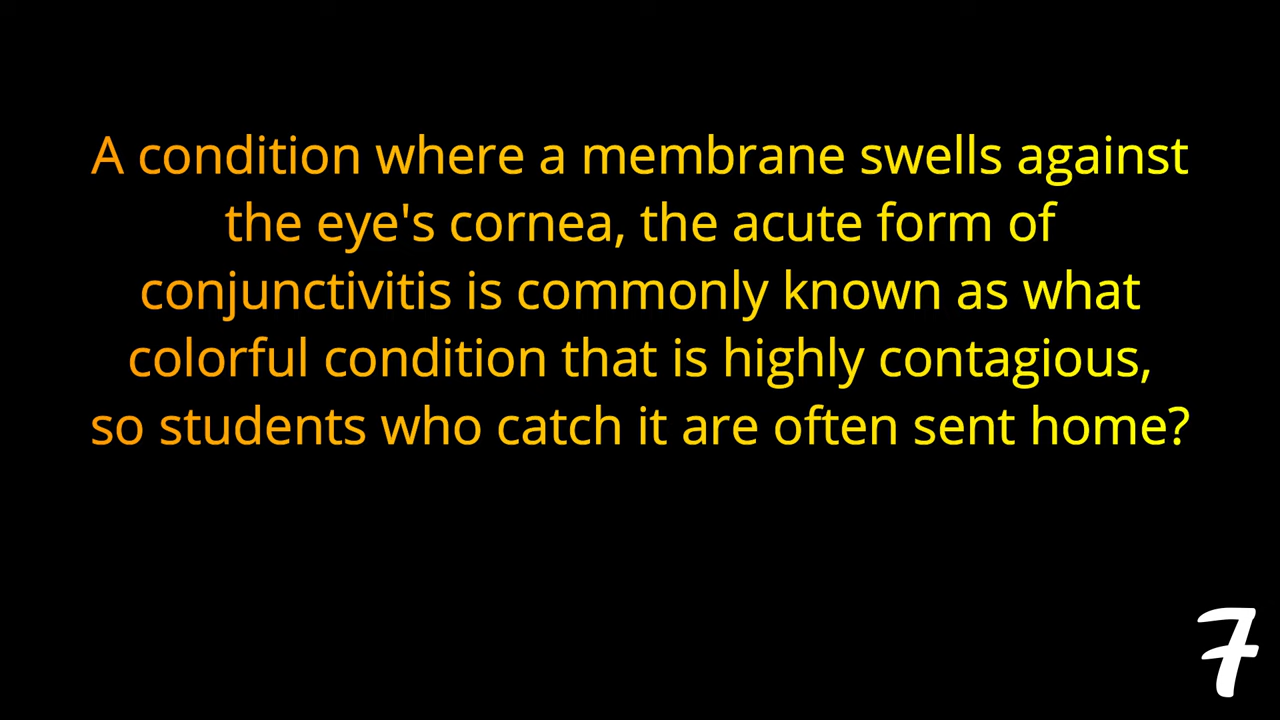 A condition where a membrane swells against
the eye's cornea, the acute form of
conjunctivitis is commonly known as what
colorful condition that is highly contagious,
so students who catch it are often sent home?
7